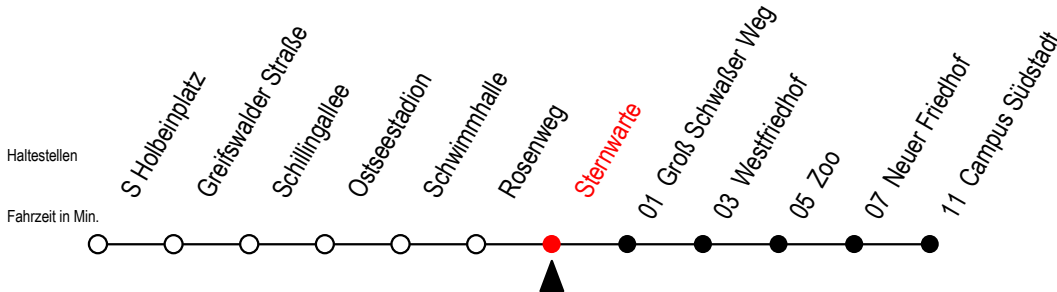 Haltestellen
Fahrzeit in Min.
S Holbeinplatz
Greifswalder Straße
Schillingallee
Ostseestadion
Schwimmhalle
Rosenweg
Sternwarte
01 Groß Schwaßer Weg
03 Westfriedhof
05 Zoo
07 Neuer Friedhof
11 Campus Südstadt